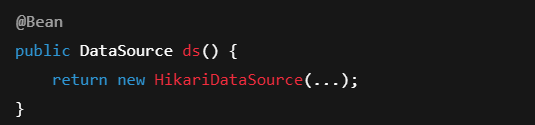 @Bean
public DataSource ds() {
    return new HikariDataSource(...);
}